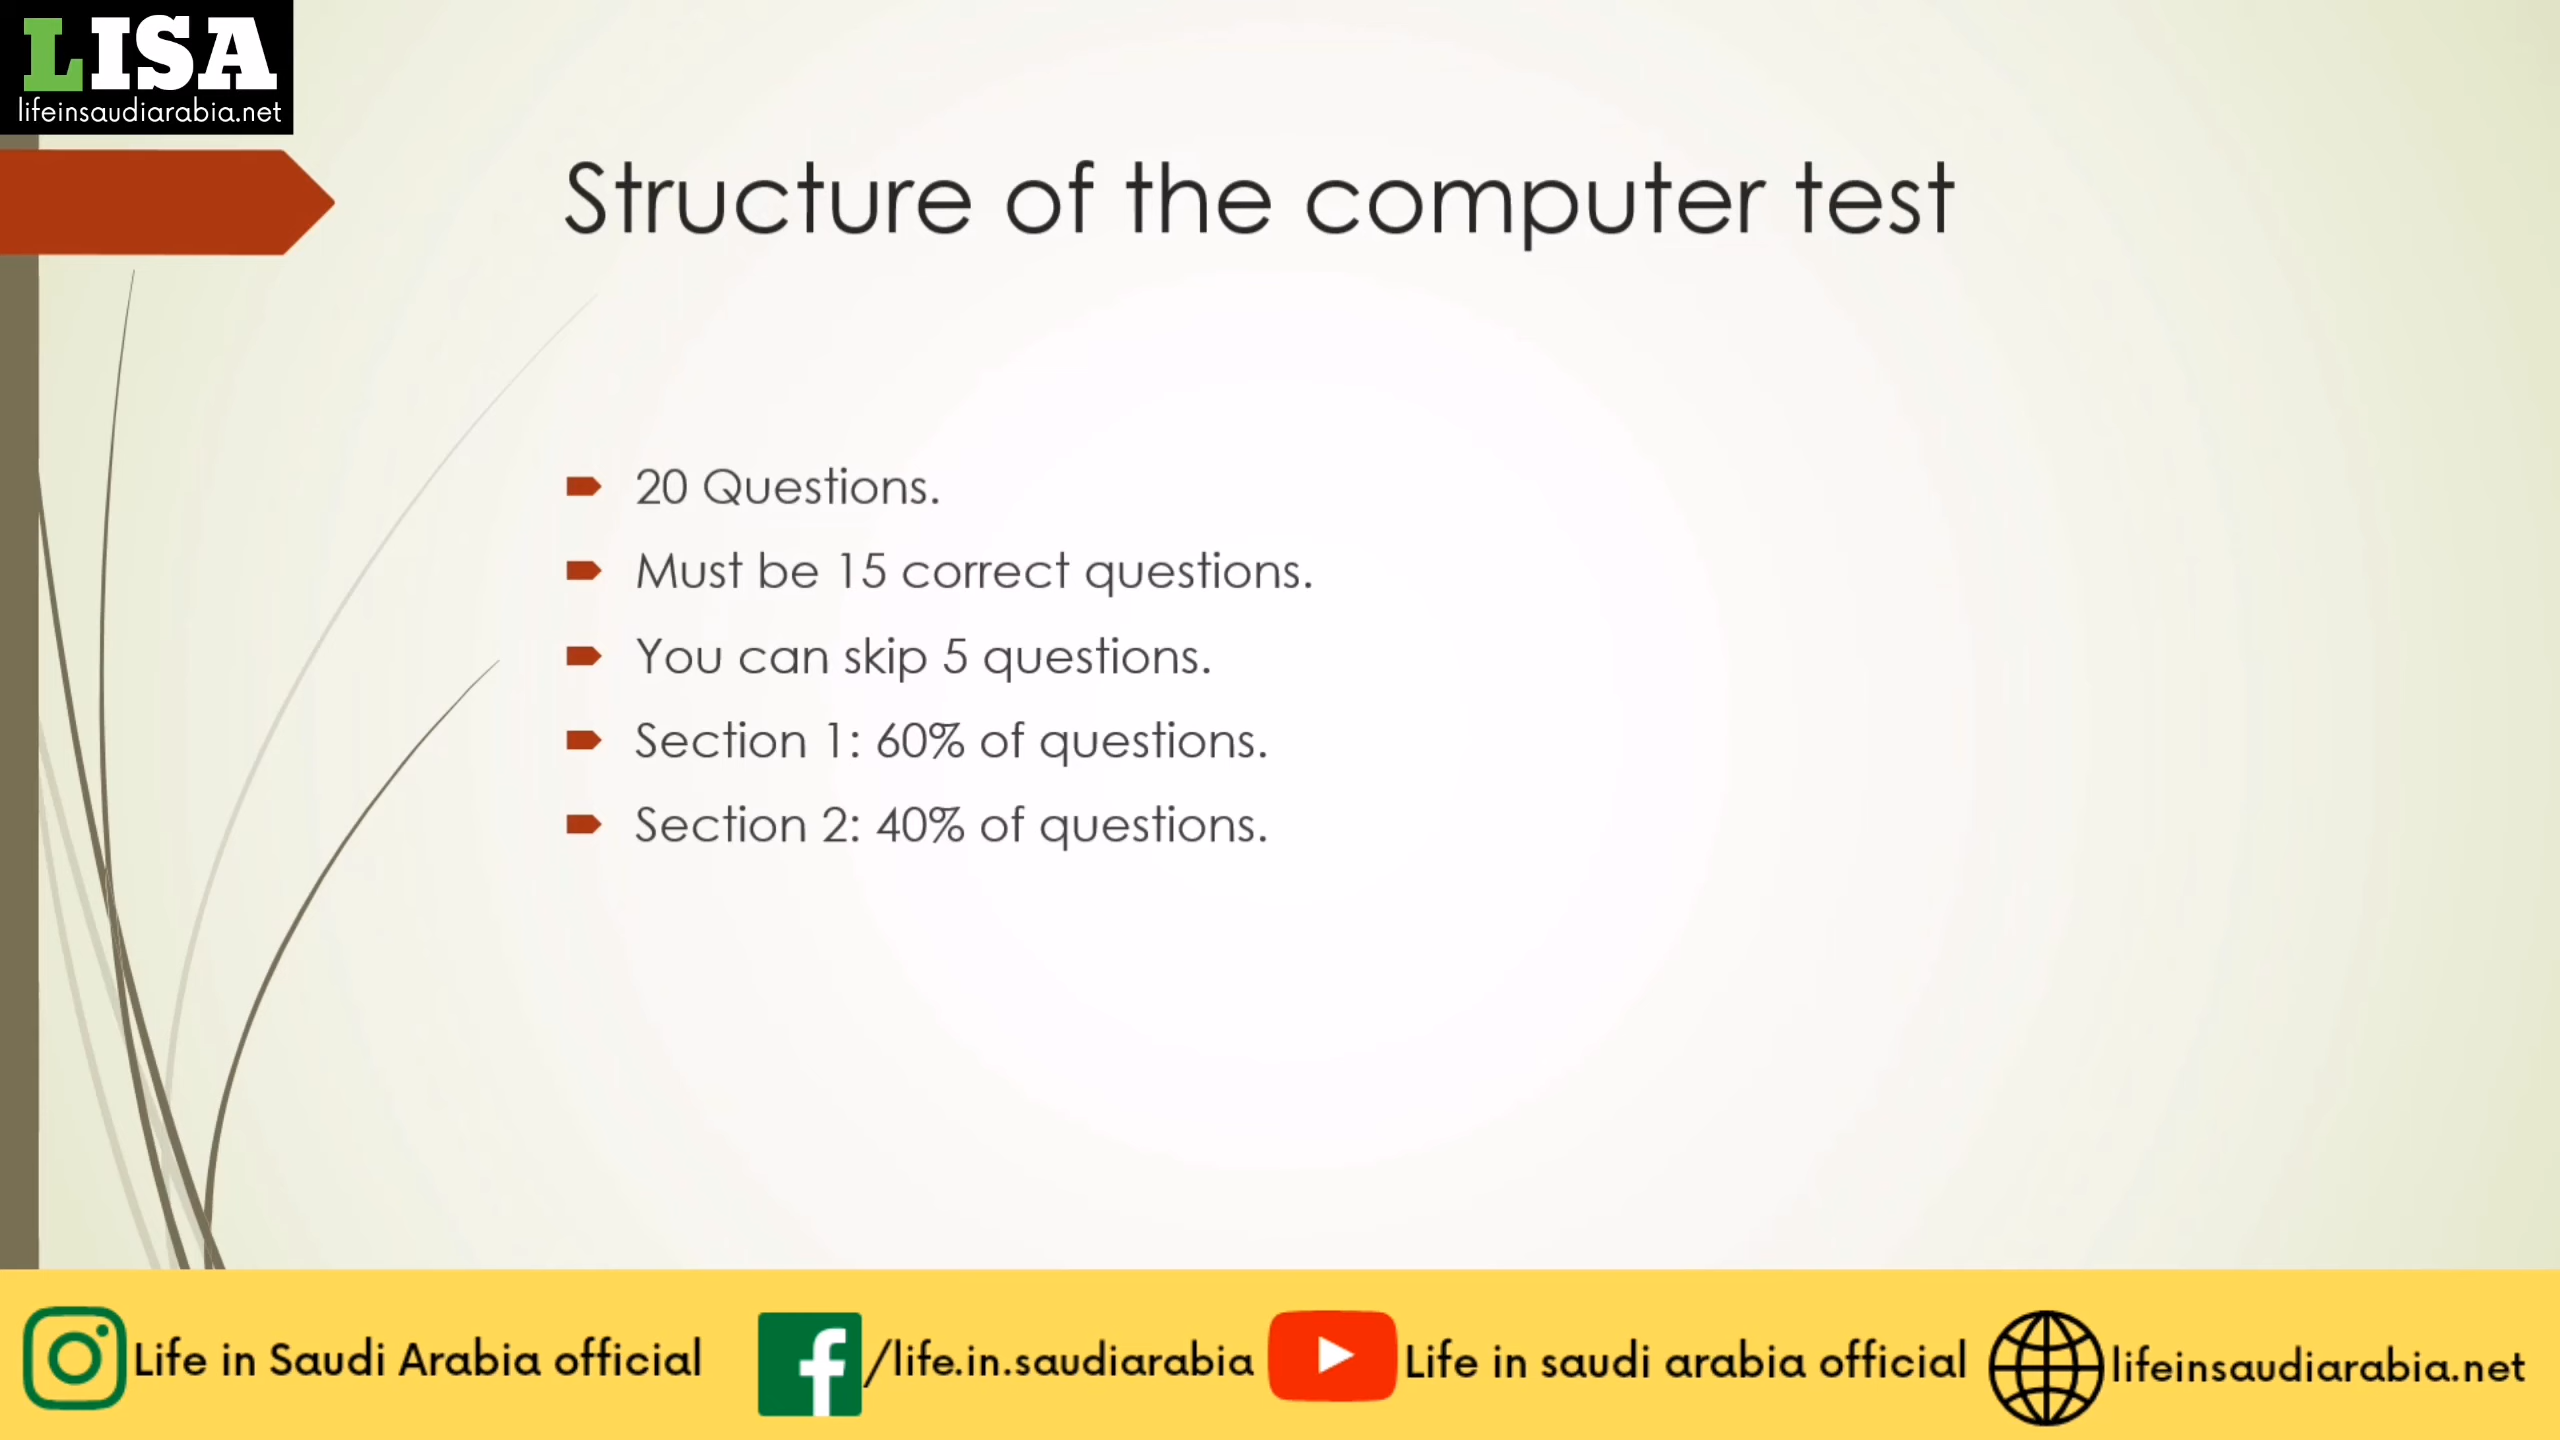 LISA
lifeinsaudiarabia.net
Structure of the computer test
20 Questions.
Must be 15 correct questions.
You can skip 5 questions.
Section 1: 60% of questions.
Section 2: 40% of questions.
Life in Saudi Arabia official
/life.in.saudiarabia
Life in saudi arabia official
lifeinsaudiarabia.net